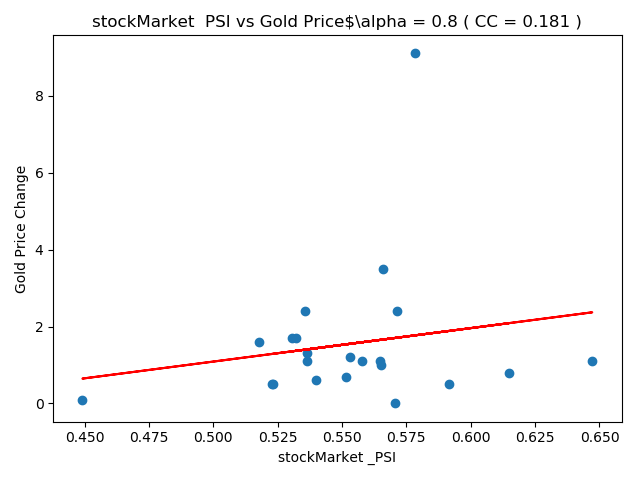 stockMarket  PSI vs Gold Price$\alpha = 0.8 ( CC = 0.181 )
Gold Price Change
8
6
4
2
0
0.450 0.475 0.500 0.525 0.550 0.575 0.600 0.625 0.650
stockMarket _PSI